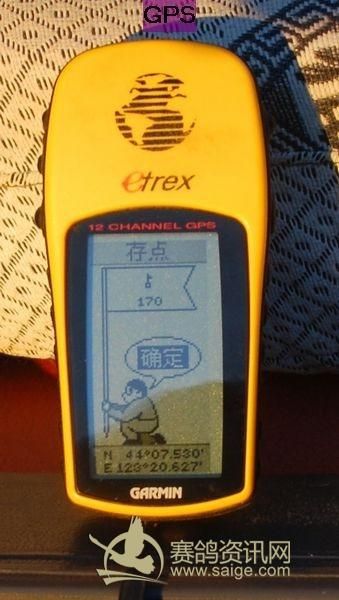 GPS
etrex
12 CHANNEL GPS
存点
170
确定
N 44°07.530'
E 123°20.627'
GARMIN
赛鸽资讯网
www.saige.com